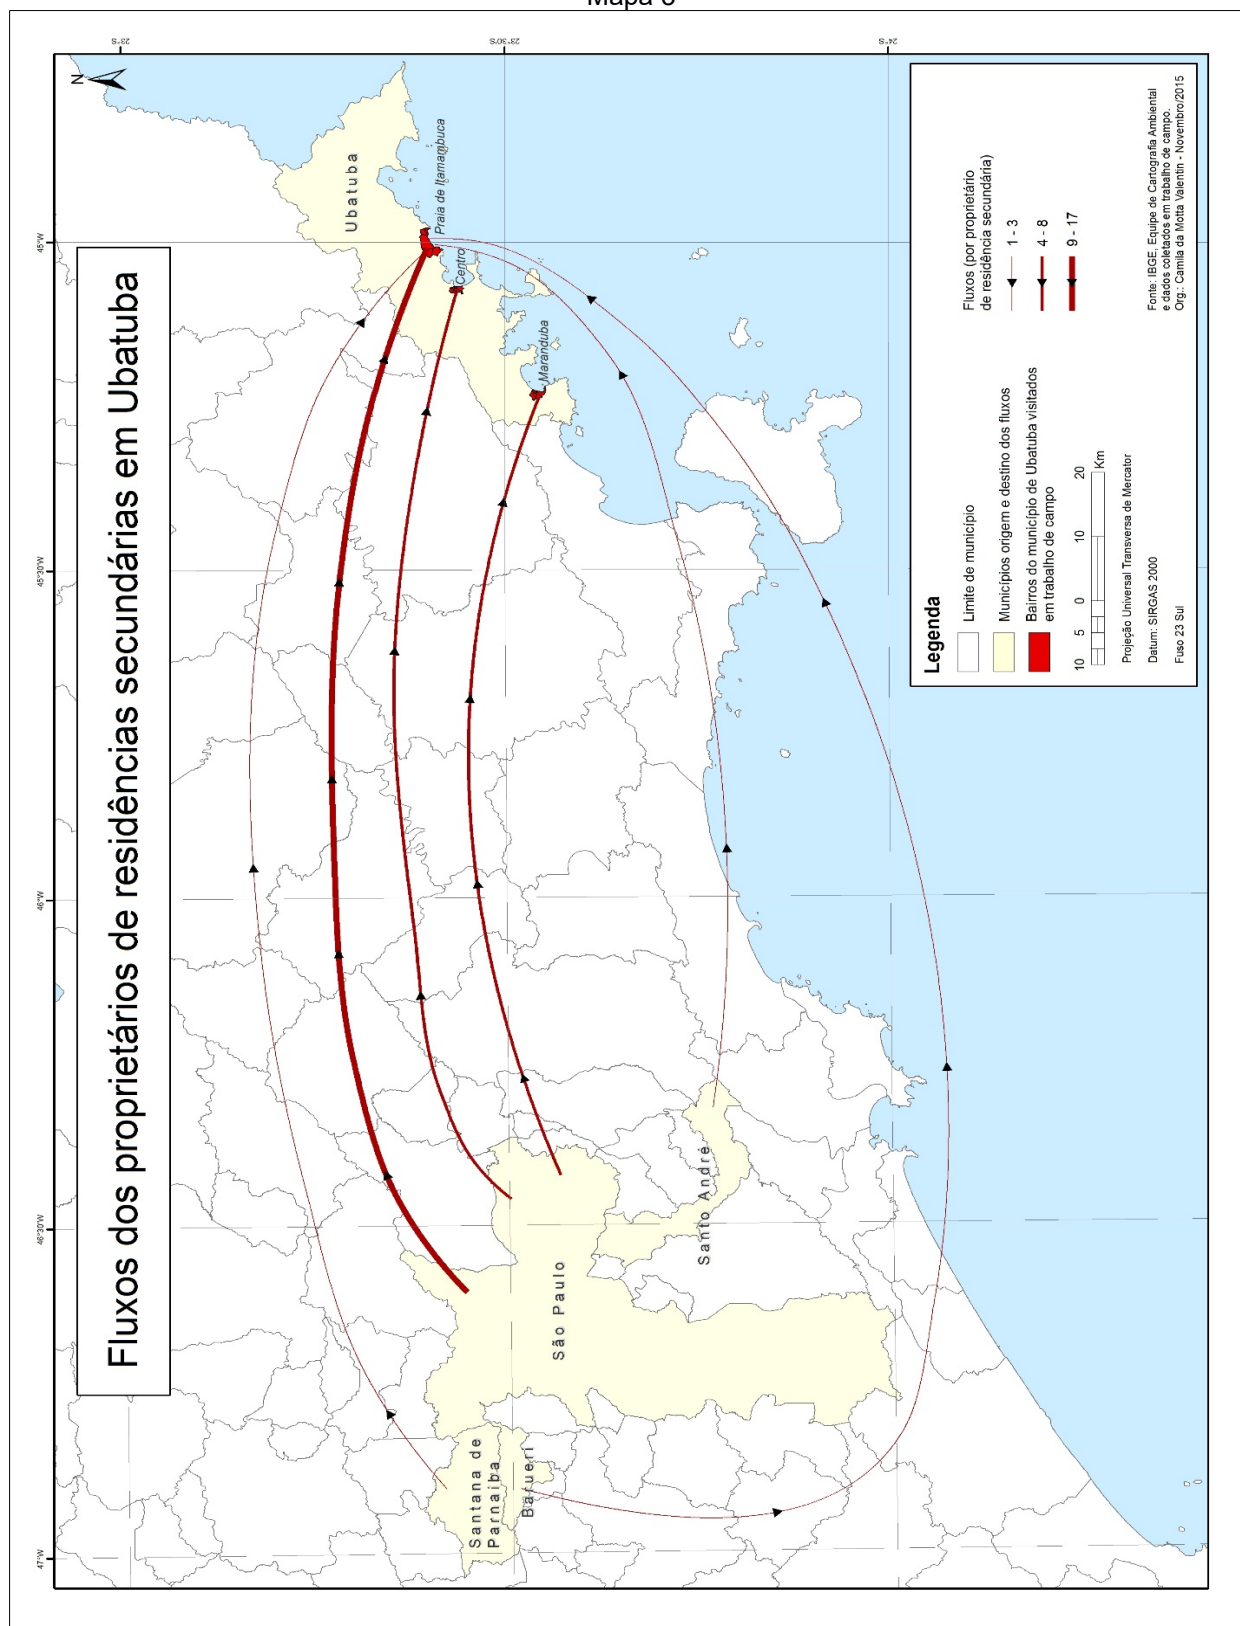 Mapa 6
Fluxos dos proprietários de residências secundárias em Ubatuba
N
23°S
23°30'S
24°S
45°W
45°30'W
46°W
46°30'W
47°W
Ubatuba
Praia de Itamambuca
Centro
Maranduba
Santo André
São Paulo
Santana de
Parnaíba
Barueri
Legenda
Limite de município
Municípios origem e destino dos fluxos
Bairros do município de Ubatuba visitados
em trabalho de campo
Fluxos (por proprietário
de residência secundária)
1 - 3
4 - 8
9 - 17
10 5 0 10 20
Km
Projeção Universal Transversa de Mercator
Datum: SIRGAS 2000
Fuso 23 Sul
Fonte: IBGE, Equipe de Cartografia Ambiental
e dados coletados em trabalho de campo.
Org.: Camila da Motta Valentin - Novembro/2015